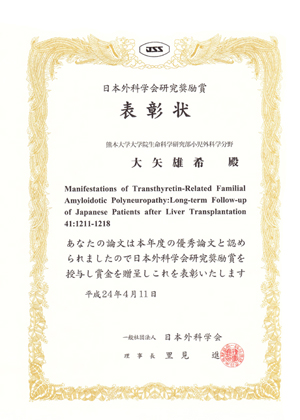 JSS
日本外科学会研究奨励賞
表彰状
熊本大学大学院生命科学研究部小児外科学分野
大矢雄希 殿
Manifestations of Transthyretin-Related Familial
Amyloidotic Polyneuropathy:Long-term Follow-up
of Japanese Patients after Liver Transplantation
41:1211-1218
あなたの論文は本年度の優秀論文と認め
られましたので日本外科学会研究奨励賞を
授与し賞金を贈呈しこれを表彰いたします
平成24年4月11日
一般社団法人 日本外科学会
理事長 里見 進